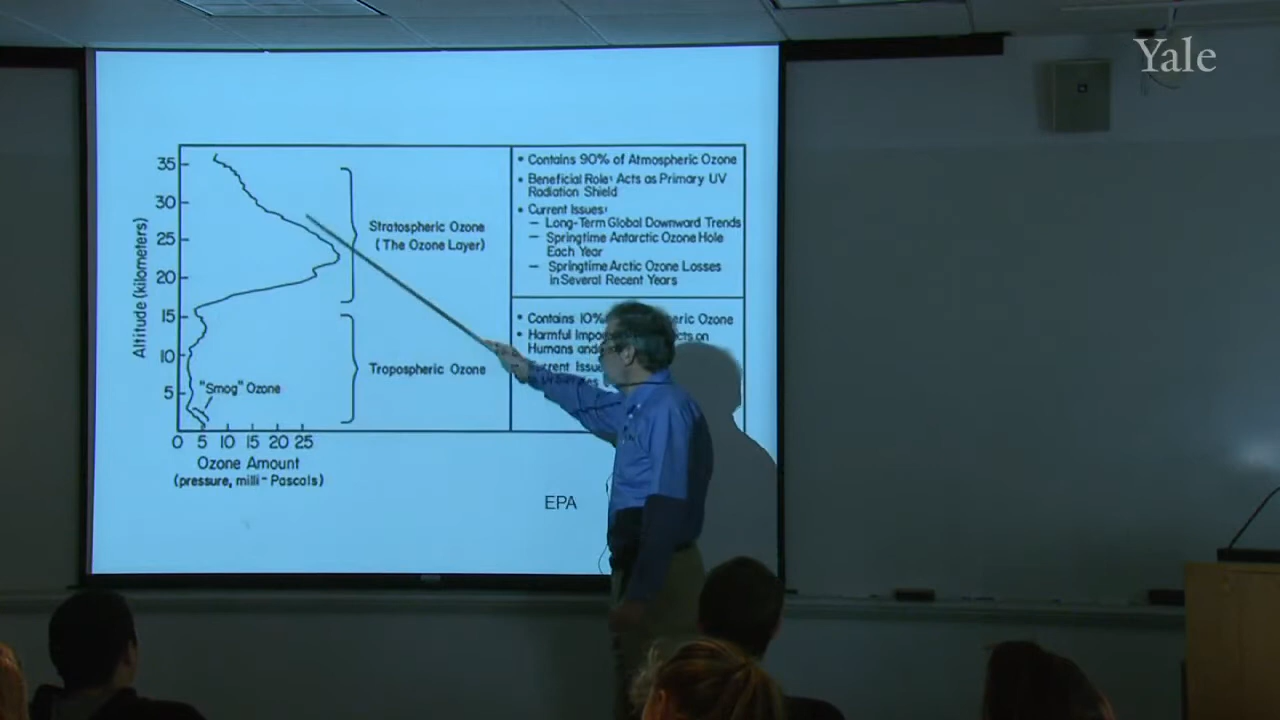 Yale
35
30
25
20
15
10
5
Altitude (kilometers)
0 5 10 15 20 25
Ozone Amount
(pressure, milli-Pascals)
"Smog" Ozone
Stratospheric Ozone
(The Ozone Layer)
Tropospheric Ozone
• Contains 90% of Atmospheric Ozone
• Beneficial Role: Acts as Primary UV
Radiation Shield
• Current Issues:
– Long-Term Global Downward Trends
– Springtime Antarctic Ozone Hole
Each Year
– Springtime Arctic Ozone Losses
in Several Recent Years
• Contains 10% Ozone
• Harmful on
Humans and
EPA